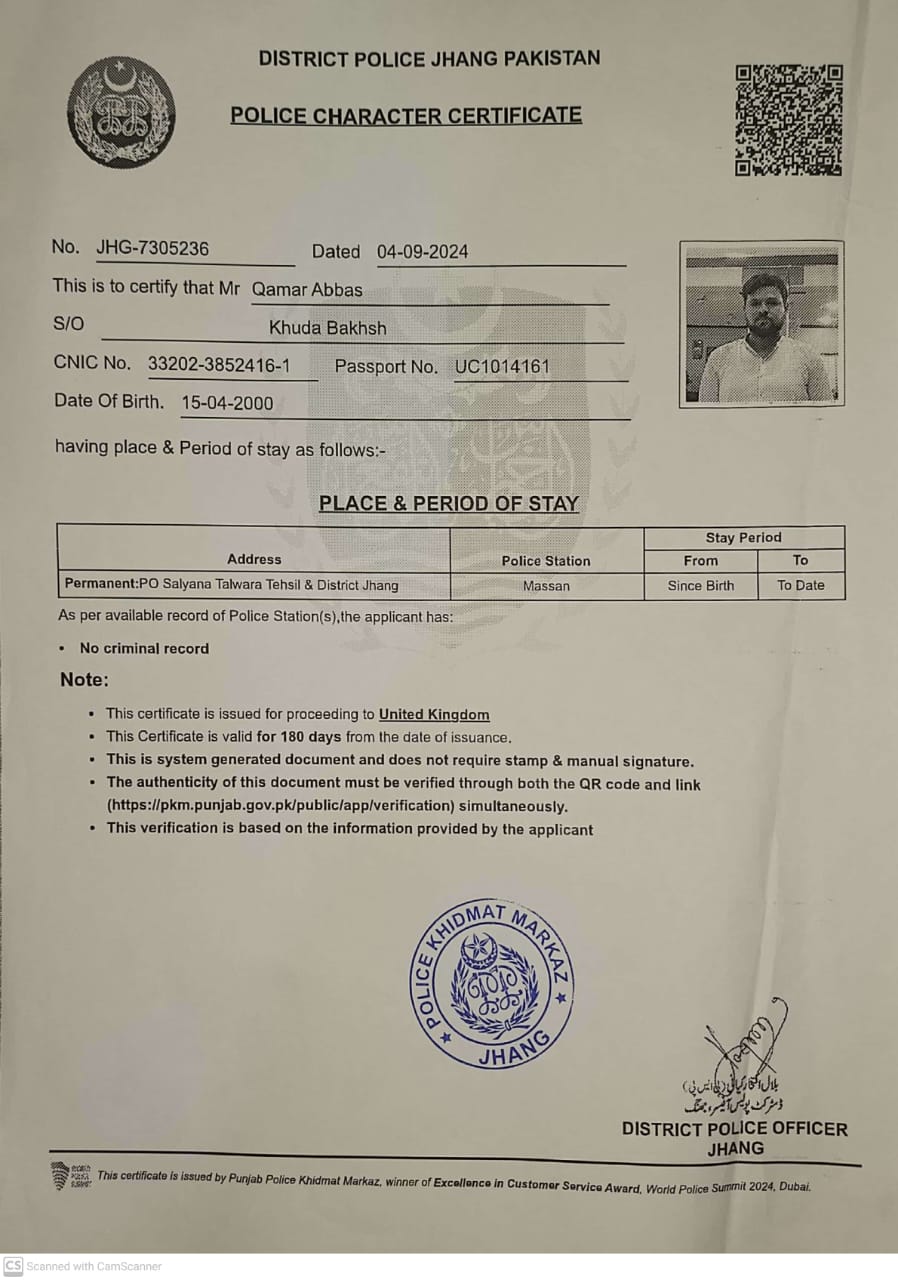 DISTRICT POLICE JHANG PAKISTAN
POLICE CHARACTER CERTIFICATE
No. JHG-7305236 Dated 04-09-2024
This is to certify that Mr Qamar Abbas
S/O Khuda Bakhsh
CNIC No. 33202-3852416-1 Passport No. UC1014161
Date Of Birth. 15-04-2000
having place & Period of stay as follows:-
PLACE & PERIOD OF STAY
Address Police Station Stay Period
From To
Permanent:PO Salyana Talwara Tehsil & District Jhang Massan Since Birth To Date
As per available record of Police Station(s),the applicant has:
• No criminal record
Note:
• This certificate is issued for proceeding to United Kingdom
• This Certificate is valid for 180 days from the date of issuance.
• This is system generated document and does not require stamp & manual signature.
• The authenticity of this document must be verified through both the QR code and link
(https://pkm.punjab.gov.pk/public/app/verification) simultaneously.
• This verification is based on the information provided by the applicant
POLICE KHIDMAT MARKAZ
JHANG
ڈسٹرکٹ پولیس آفیسر، جھنگ
DISTRICT POLICE OFFICER
JHANG
This certificate is issued by Punjab Police Khidmat Markaz, winner of Excellence in Customer Service Award, World Police Summit 2024, Dubai.
CS Scanned with CamScanner